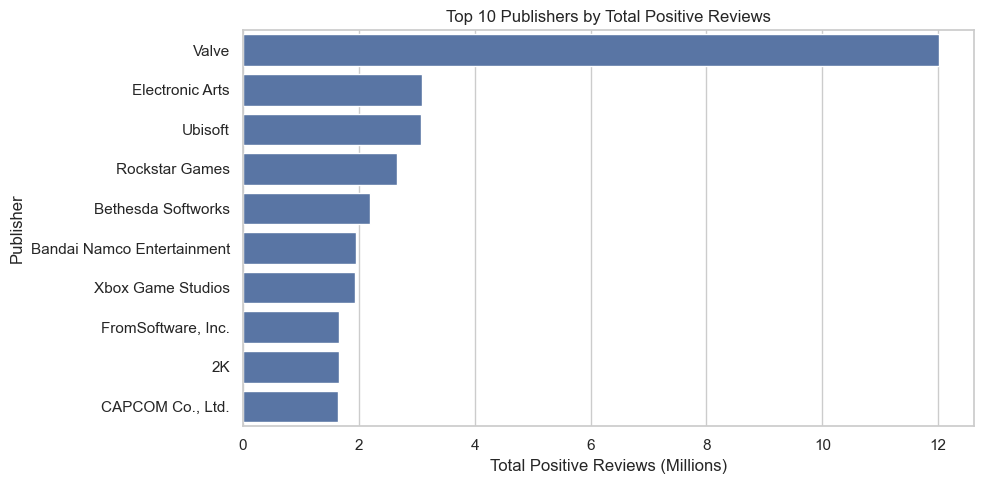 Top 10 Publishers by Total Positive Reviews
Publisher
Valve
Electronic Arts
Ubisoft
Rockstar Games
Bethesda Softworks
Bandai Namco Entertainment
Xbox Game Studios
FromSoftware, Inc.
2K
CAPCOM Co., Ltd.
0 2 4 6 8 10 12
Total Positive Reviews (Millions)